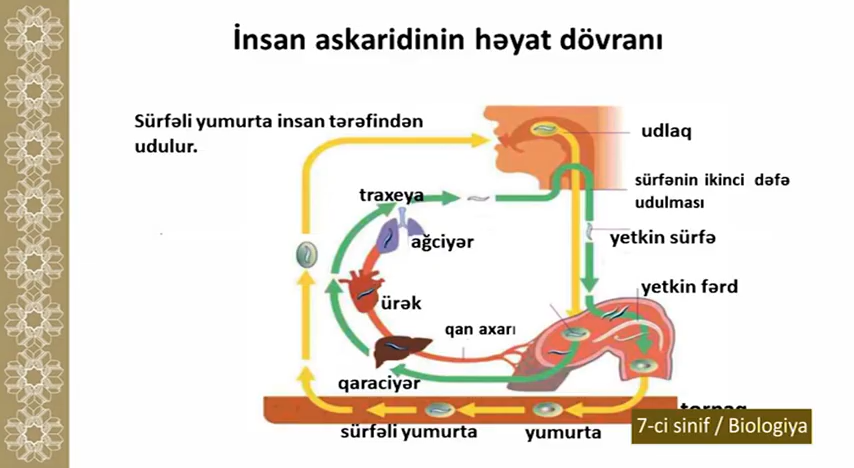 İnsan askaridinin həyat dövranı
Sürfəli yumurta insan tərəfindən
udulur.
udlaq
sürfənin ikinci dəfə
udulması
traxeya
ağciyər
yetkin sürfə
yetkin fərd
ürək
qan axarı
qaraciyər
sürfəli yumurta
yumurta
7-ci sinif / Biologiya